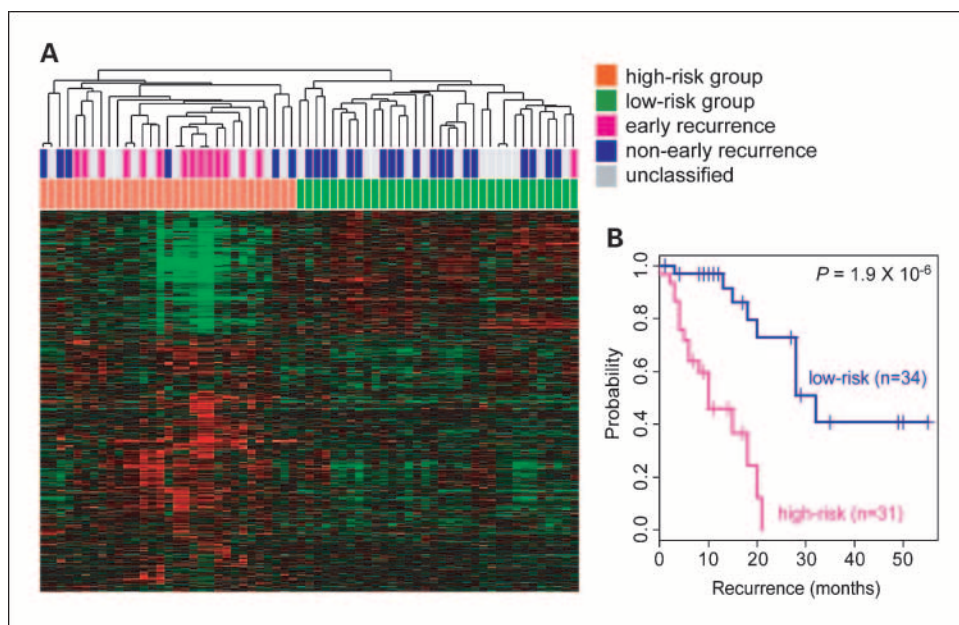 A
high-risk group
low-risk group
early recurrence
non-early recurrence
unclassified
B
P = 1.9 X 10-6
1.0
0.8
0.6
0.4
0.2
0.0
Probability
low-risk (n=34)
high-risk (n=31)
0 10 20 30 40 50
Recurrence (months)